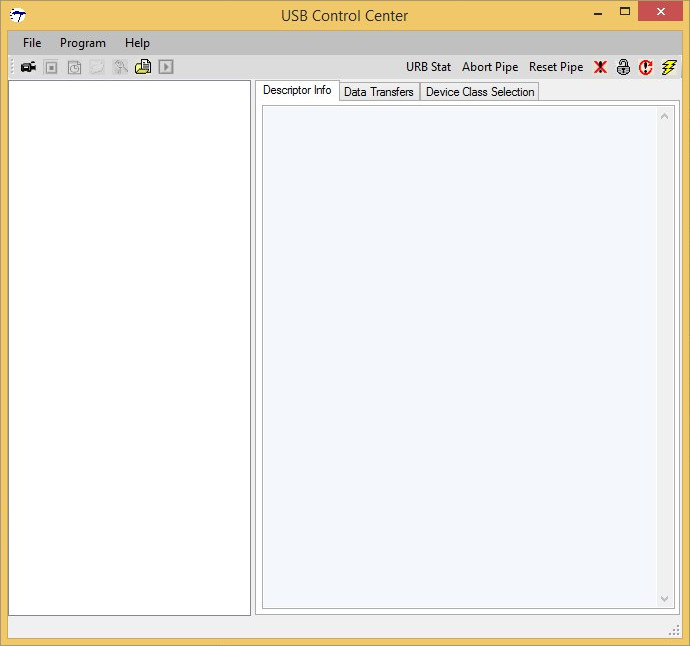 USB Control Center
File Program Help
URB Stat Abort Pipe Reset Pipe
Descriptor Info Data Transfers Device Class Selection